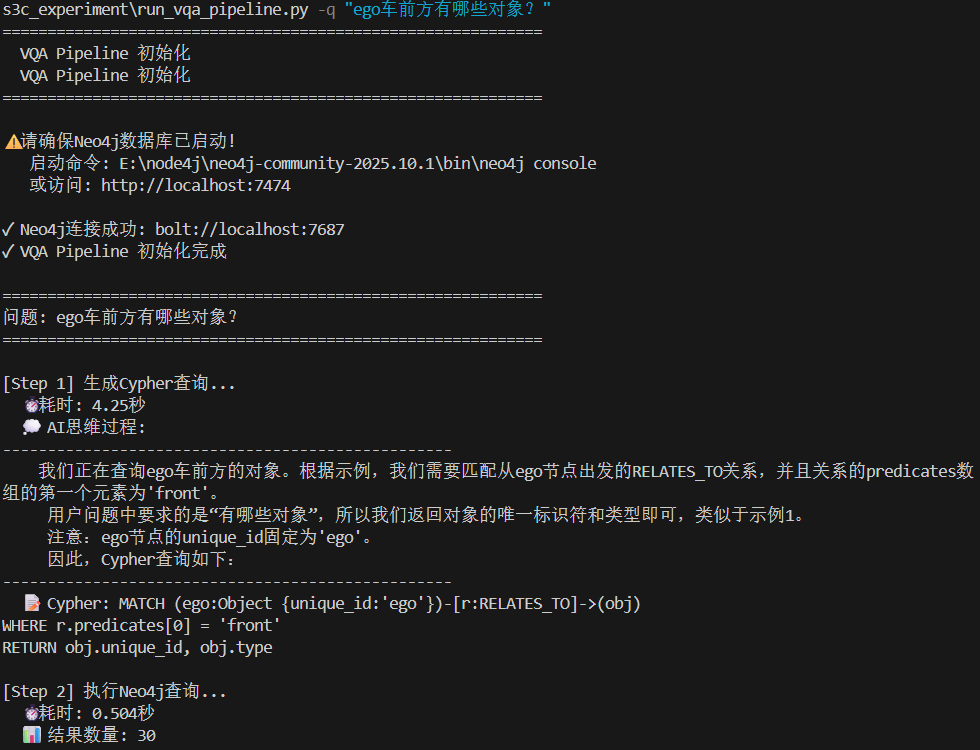 s3c_experiment\run_vqa_pipeline.py -q "ego车前方有哪些对象？"
============================================================
VQA Pipeline 初始化
VQA Pipeline 初始化
============================================================
⚠️请确保Neo4j数据库已启动!
启动命令: E:\node4j\neo4j-community-2025.10.1\bin\neo4j console
或访问: http://localhost:7474
✓ Neo4j连接成功: bolt://localhost:7687
✓ VQA Pipeline 初始化完成
============================================================
问题: ego车前方有哪些对象？
============================================================
[Step 1] 生成Cypher查询...
⏱️耗时: 4.25秒
💭 AI思维过程:
--------------------------------------------------
我们正在查询ego车前方的对象。根据示例，我们需要匹配从ego节点出发的RELATES_TO关系，并且关系的predicates数
组的第一个元素为'front'。
用户问题中要求的是“有哪些对象”，所以我们返回对象的唯一标识符和类型即可，类似于示例1。
注意：ego节点的unique_id固定为'ego'。
因此，Cypher查询如下：
--------------------------------------------------
📝 Cypher: MATCH (ego:Object {unique_id:'ego'})-[r:RELATES_TO]->(obj)
WHERE r.predicates[0] = 'front'
RETURN obj.unique_id, obj.type
[Step 2] 执行Neo4j查询...
⏱️耗时: 0.504秒
📊 结果数量: 30